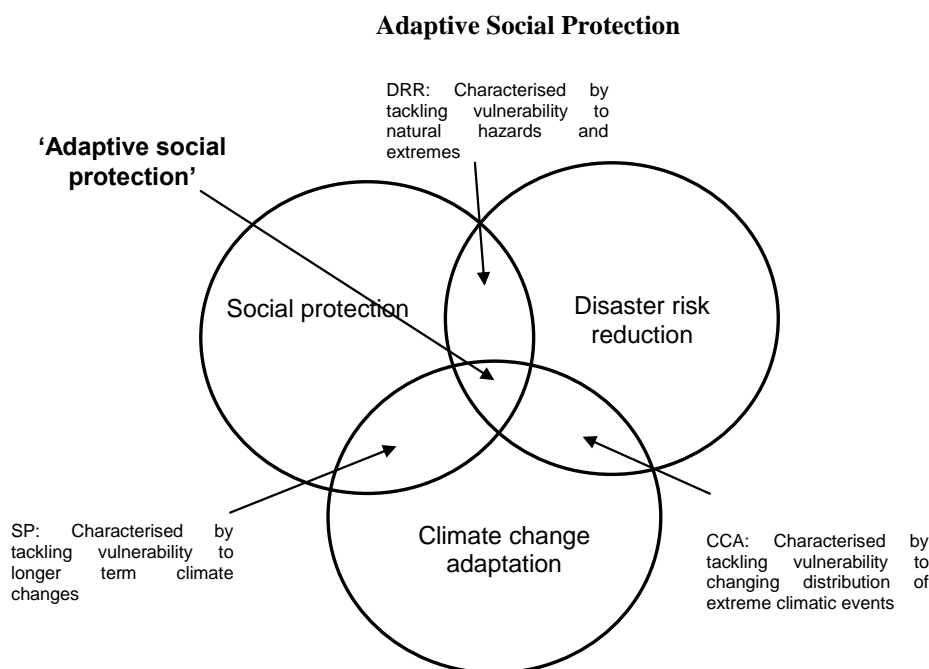 Adaptive Social Protection
DRR: Characterised by
tackling vulnerability to
natural hazards and
extremes
‘Adaptive social
protection’
Social protection
Disaster risk
reduction
SP: Characterised by
tackling vulnerability to
longer term climate
changes
Climate change
adaptation
CCA: Characterised by
tackling vulnerability to
changing distribution of
extreme climatic events